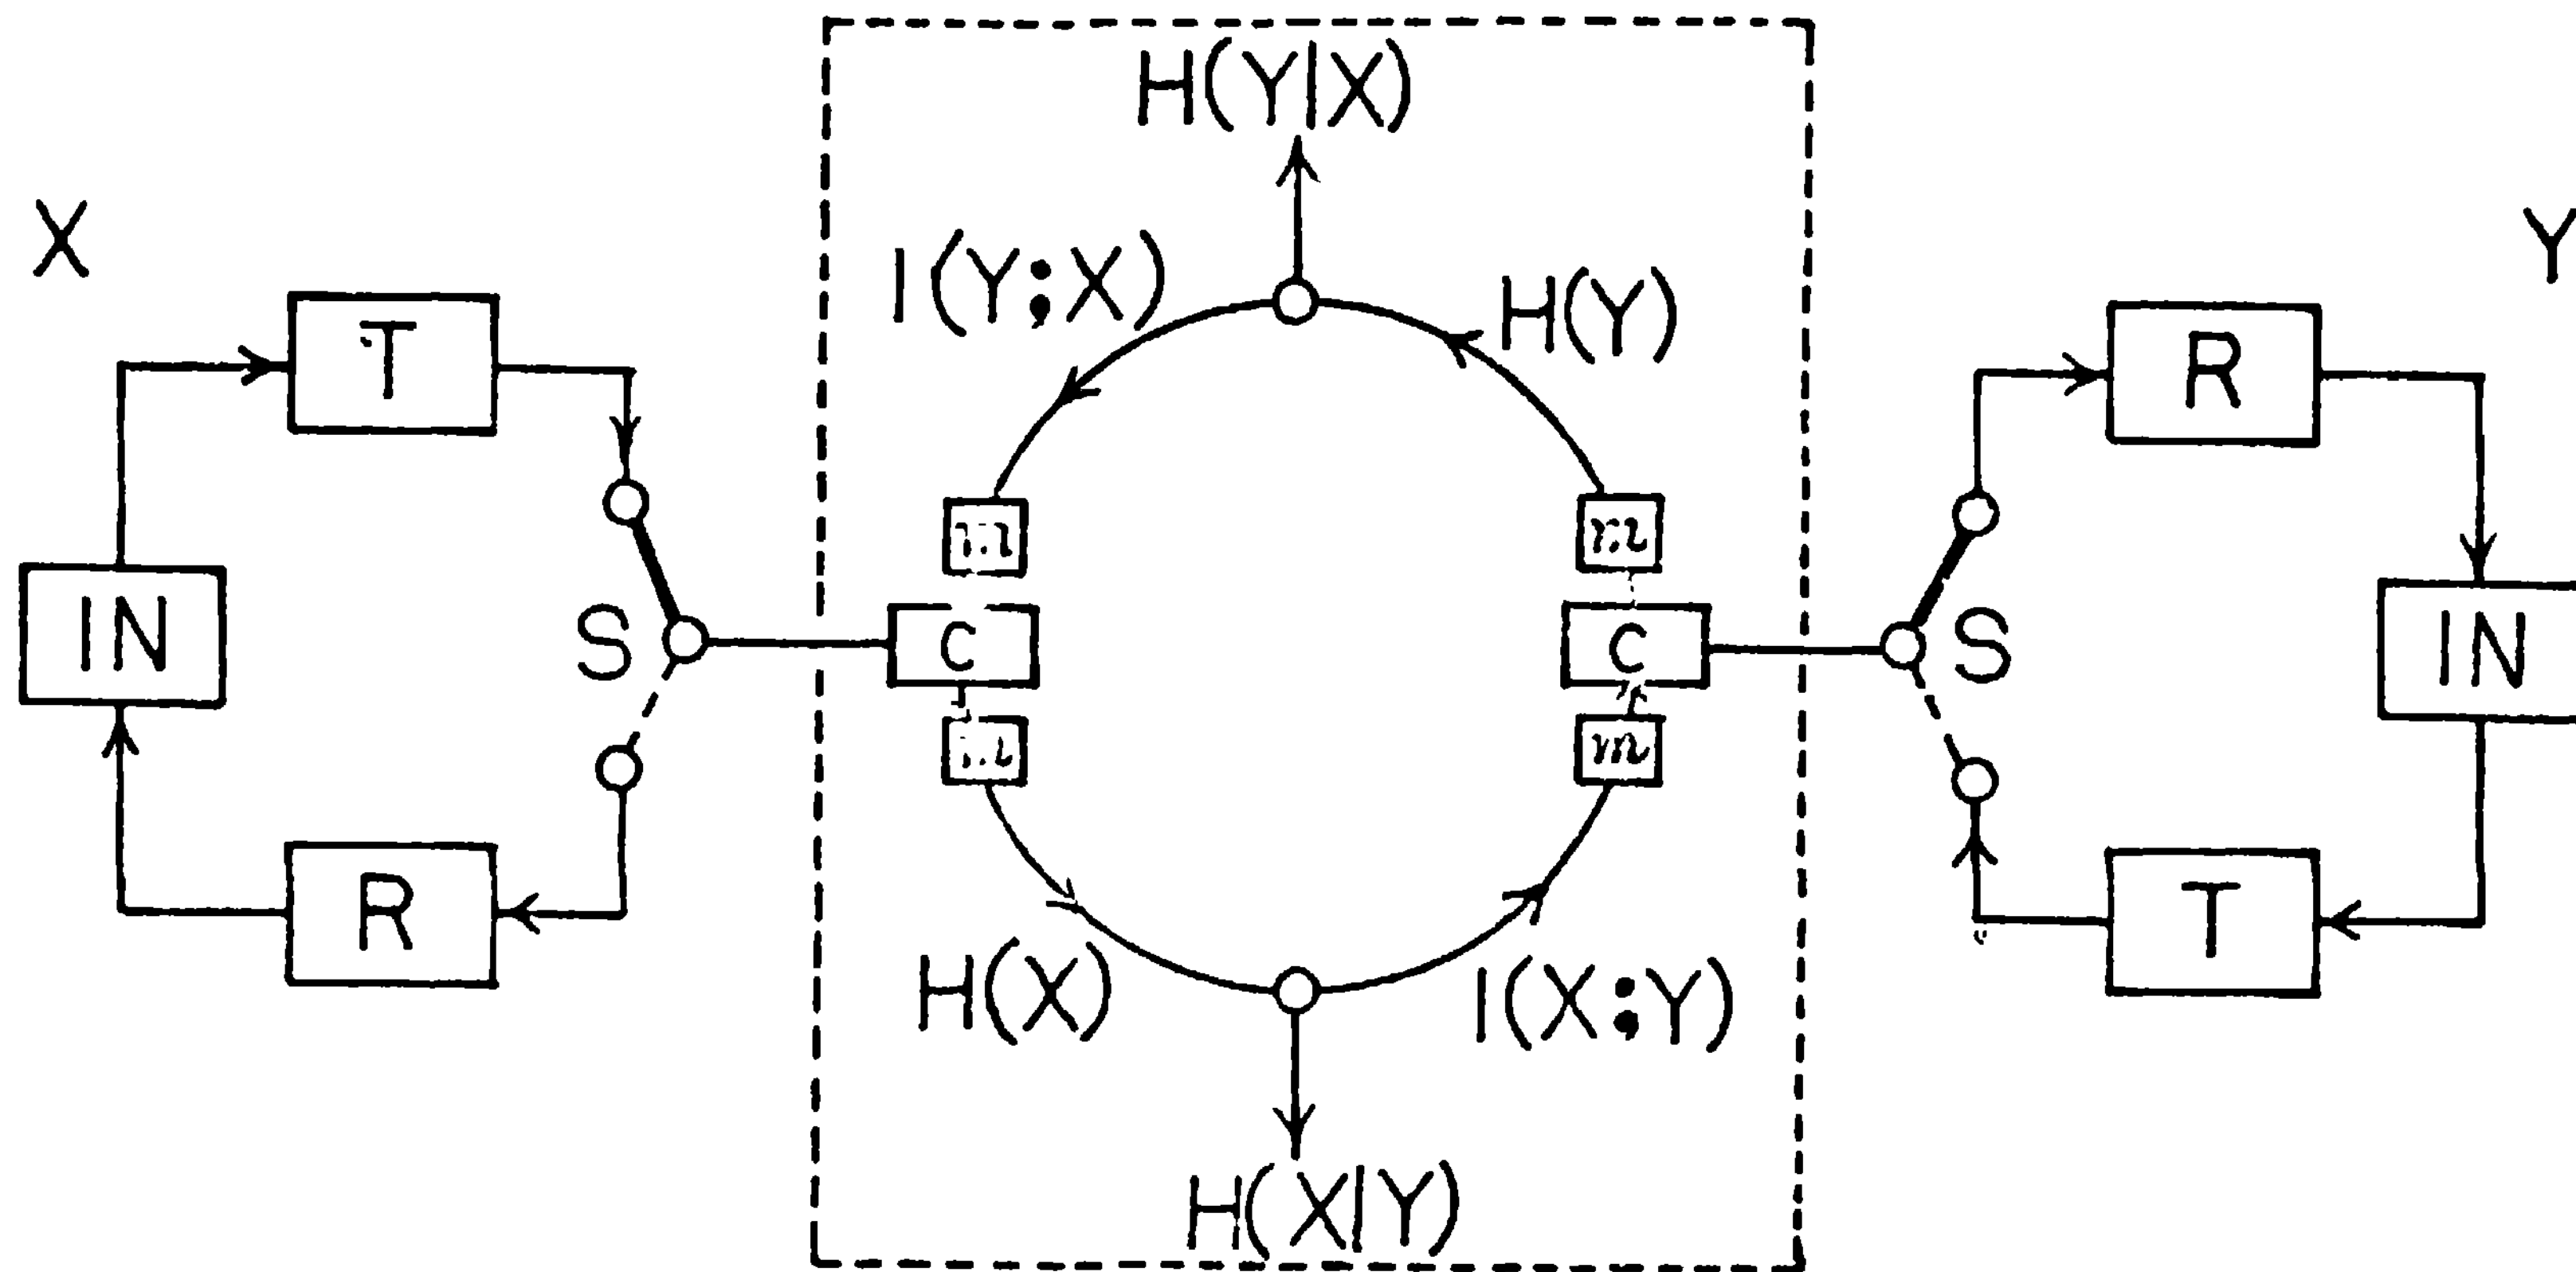 H(Y|X)
X
Y
I(Y;X)
H(Y)
T
R
m
m
IN
S
C
C
S
IN
m
m
R
T
H(X)
I(X;Y)
H(X|Y)